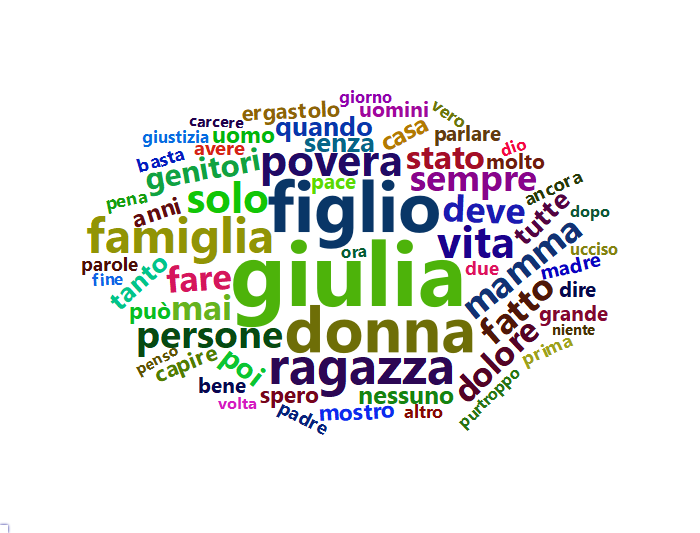 giorno
carcere ergastolo uomini vero
giustizia uomo quando casa parlare
basta avere senza dio
genitori povera stato molto
pena pace sempre ancora
anni solo figlio deve tutte dopo
famiglia vita mamma ucciso
parole ora due madre
fine tanto fare giulia dire
può mai fatto grande
persone donna niente
penso capire poi ragazza dolore prima
bene spero nessuno purtroppo
volta padre mostro altro